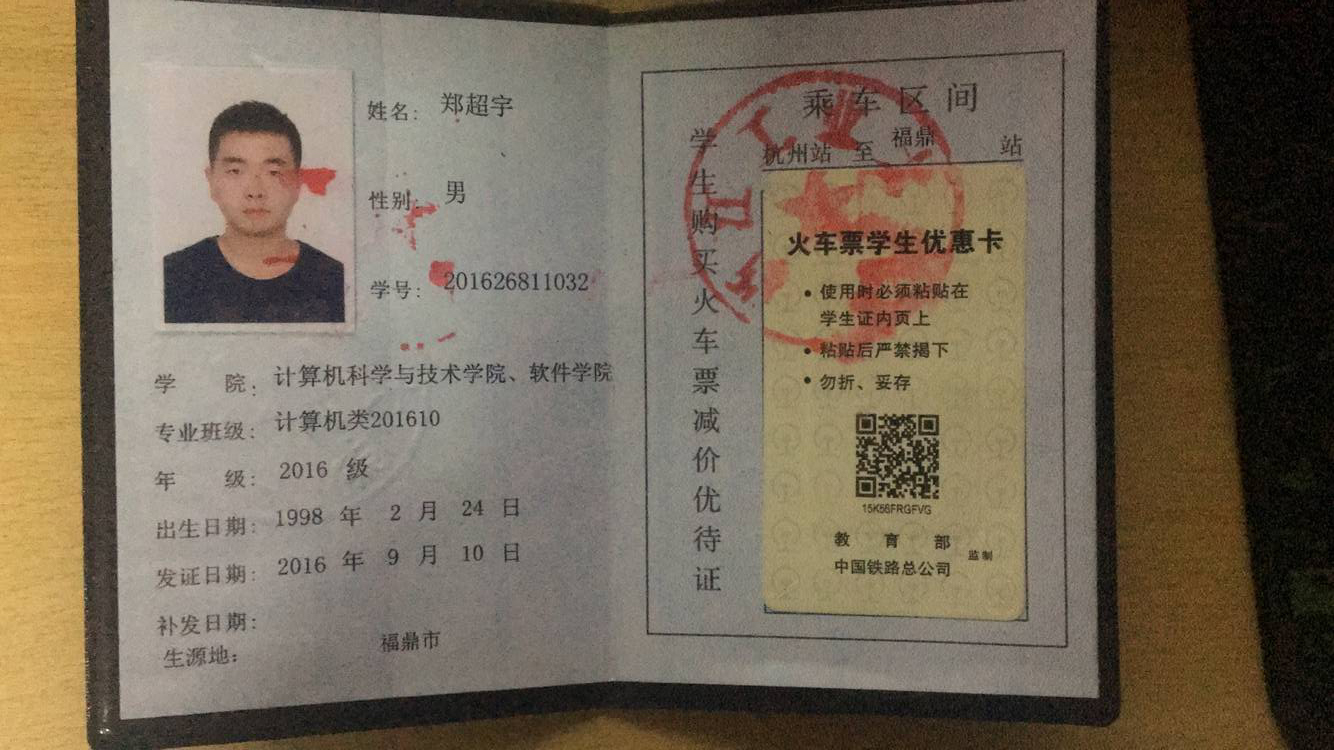 姓名: 郑超宇
性别: 男
学号: 201626811032
学 院: 计算机科学与技术学院、软件学院
专业班级: 计算机类201610
年 级: 2016 级
出生日期: 1998 年 2 月 24 日
发证日期: 2016 年 9 月 10 日
补发日期:
生源地: 福鼎市
学生购买火车票减价优待证
乘车区间
杭州站 至 福鼎 站
火车票学生优惠卡
• 使用时必须粘贴在
学生证内页上
• 粘贴后严禁揭下
• 勿折、妥存
15K56FRGFVG
教 育 部
中国铁路总公司 监制
工业
江